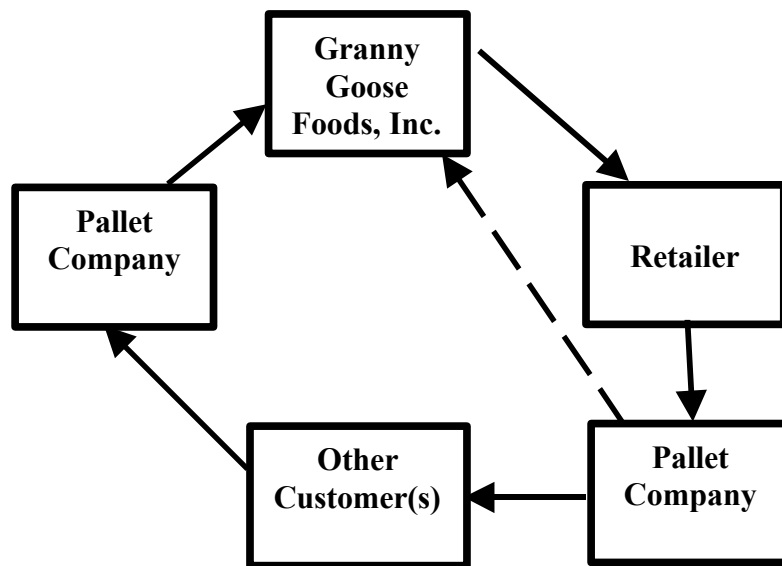 Granny
Goose
Foods, Inc.
Pallet
Company
Retailer
Other
Customer(s)
Pallet
Company